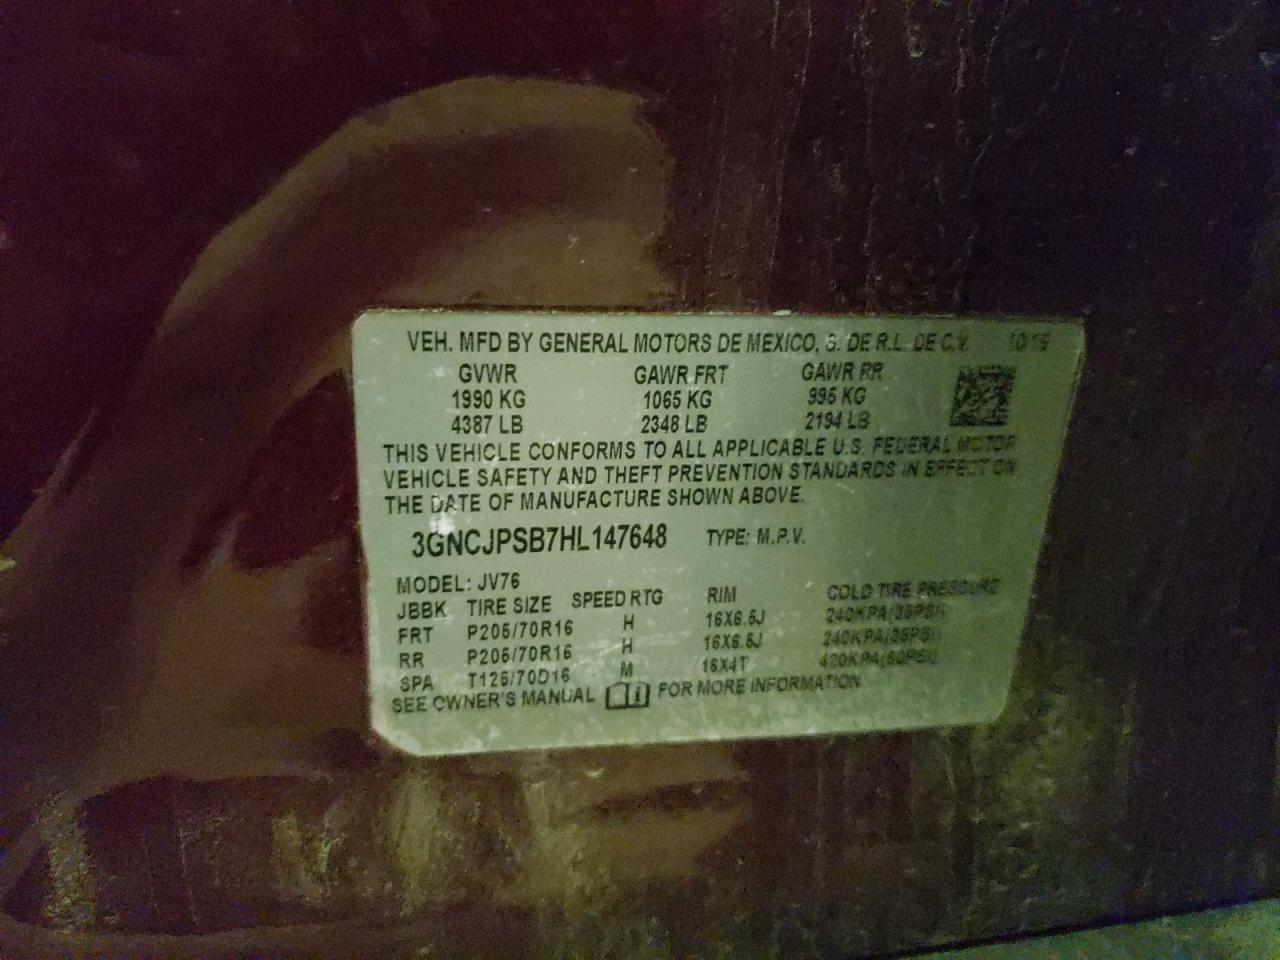 VEH. MFD BY GENERAL MOTORS DE MEXICO, S. DE R.L. DE C.V. 10/16
GVWR GAWR FRT GAWR RR
1990 KG 1065 KG 995 KG
4387 LB 2348 LB 2194 LB
THIS VEHICLE CONFORMS TO ALL APPLICABLE U.S. FEDERAL MOTOR
VEHICLE SAFETY AND THEFT PREVENTION STANDARDS IN EFFECT ON
THE DATE OF MANUFACTURE SHOWN ABOVE.
3GNCJPSB7HL147648 TYPE: M.P.V.
MODEL: JV76
JBBK TIRE SIZE SPEED RTG RIM COLD TIRE PRESSURE
FRT P205/70R16 H 16X6.5J 240KPA(35PSI)
RR P205/70R16 H 16X6.5J 240KPA(35PSI)
SPA T125/70D16 M 16X4T 420KPA(60PSI)
SEE OWNER'S MANUAL FOR MORE INFORMATION